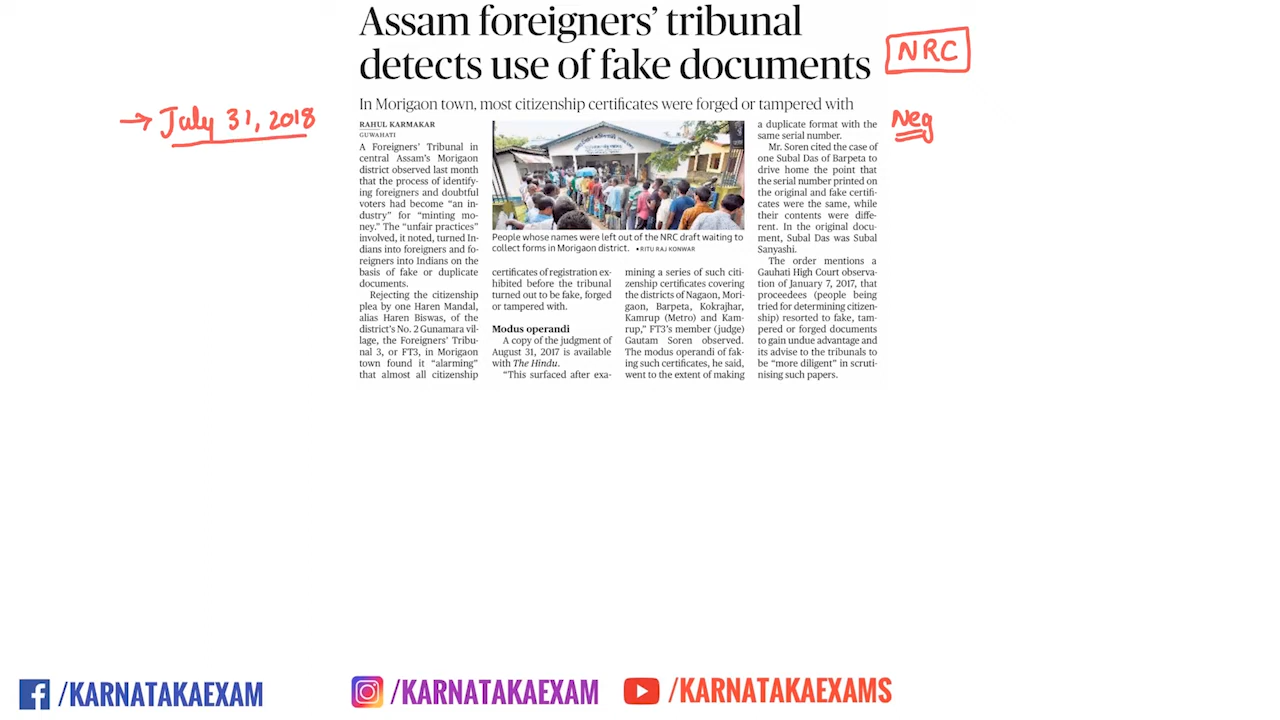 Assam foreigners' tribunal
detects use of fake documents
NRC
In Morigaon town, most citizenship certificates were forged or tampered with
→ July 31, 2018
Neg
RAHUL KARMAKAR
GUWAHATI
A Foreigners' Tribunal in
central Assam's Morigaon
district observed last month
that the process of identify-
ing foreigners and doubtful
voters had become "an in-
dustry" for "minting mo-
ney." The "unfair practices"
involved, it noted, turned In-
dians into foreigners and fo-
reigners into Indians on the
basis of fake or duplicate
documents.
Rejecting the citizenship
plea by one Haren Mandal,
alias Haren Biswas, of the
district's No. 2 Gunamara vil-
lage, the Foreigners' Tribu-
nal 3, or FT3, in Morigaon
town found it "alarming"
that almost all citizenship
People whose names were left out of the NRC draft waiting to
collect forms in Morigaon district. • RITU RAJ KONWAR
certificates of registration ex-
hibited before the tribunal
turned out to be fake, forged
or tampered with.
Modus operandi
A copy of the judgment of
August 31, 2017 is available
with The Hindu.
"This surfaced after exa-
mining a series of such citi-
zenship certificates covering
the districts of Nagaon, Mori-
gaon, Barpeta, Kokrajhar,
Kamrup (Metro) and Kam-
rup," FT3's member (judge)
Gautam Soren observed.
The modus operandi of fak-
ing such certificates, he said,
went to the extent of making
a duplicate format with the
same serial number.
Mr. Soren cited the case of
one Subal Das of Barpeta to
drive home the point that
the serial number printed on
the original and fake certifi-
cates were the same, while
their contents were diffe-
rent. In the original docu-
ment, Subal Das was Subal
Sanyashi.
The order mentions a
Gauhati High Court observa-
tion of January 7, 2017, that
proceedees (people being
tried for determining citizen-
ship) resorted to fake, tam-
pered or forged documents
to gain undue advantage and
its advise to the tribunals to
be "more diligent" in scruti-
nising such papers.
/KARNATAKAEXAM
/KARNATAKAEXAM
/KARNATAKAEXAMS